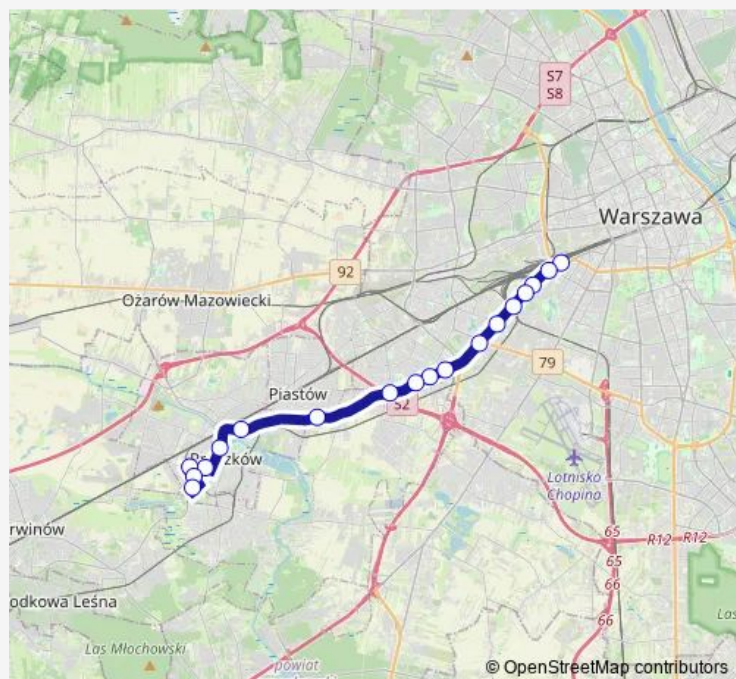 S7
S8
Warszawa
92
Ożarów Mazowiecki
79
Piastów
S2
Lotnisko
Chopina
rwinów
65
R12
R12
65
66
odkowa Leśna
66
Las
Las Młochowski
powiat
© OpenStreetMap contributors